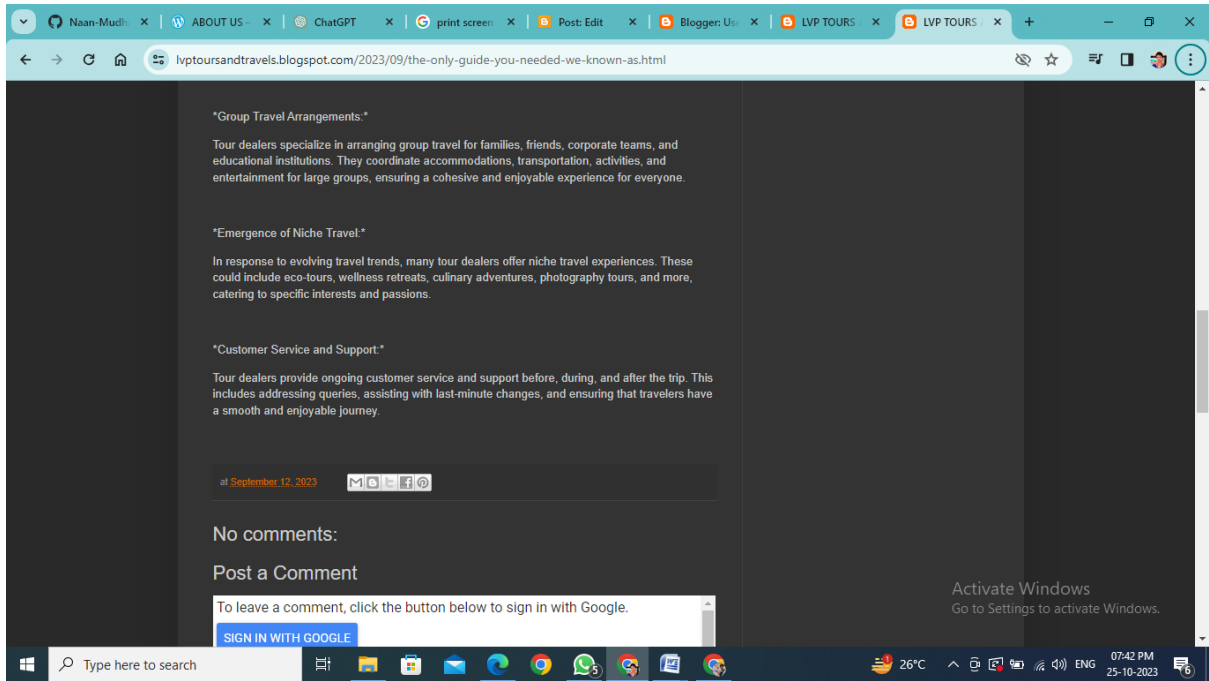 Naan-Mudh
ABOUT US –
ChatGPT
print screen
Post: Edit
Blogger: Us
LVP TOURS
LVP TOURS
lvptoursandtravels.blogspot.com/2023/09/the-only-guide-you-needed-we-known-as.html
*Group Travel Arrangements:*
Tour dealers specialize in arranging group travel for families, friends, corporate teams, and
educational institutions. They coordinate accommodations, transportation, activities, and
entertainment for large groups, ensuring a cohesive and enjoyable experience for everyone.
*Emergence of Niche Travel:*
In response to evolving travel trends, many tour dealers offer niche travel experiences. These
could include eco-tours, wellness retreats, culinary adventures, photography tours, and more,
catering to specific interests and passions.
*Customer Service and Support:*
Tour dealers provide ongoing customer service and support before, during, and after the trip. This
includes addressing queries, assisting with last-minute changes, and ensuring that travelers have
a smooth and enjoyable journey.
at September 12, 2023
No comments:
Post a Comment
To leave a comment, click the button below to sign in with Google.
SIGN IN WITH GOOGLE
Activate Windows
Go to Settings to activate Windows.
Type here to search
5
26°C
ENG
07:42 PM
25-10-2023
6